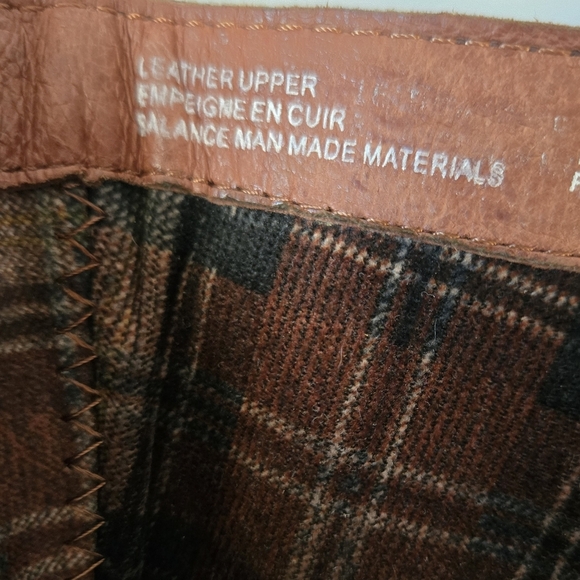 LEATHER UPPER
EMPEIGNE EN CUIR
BALANCE MAN MADE MATERIALS